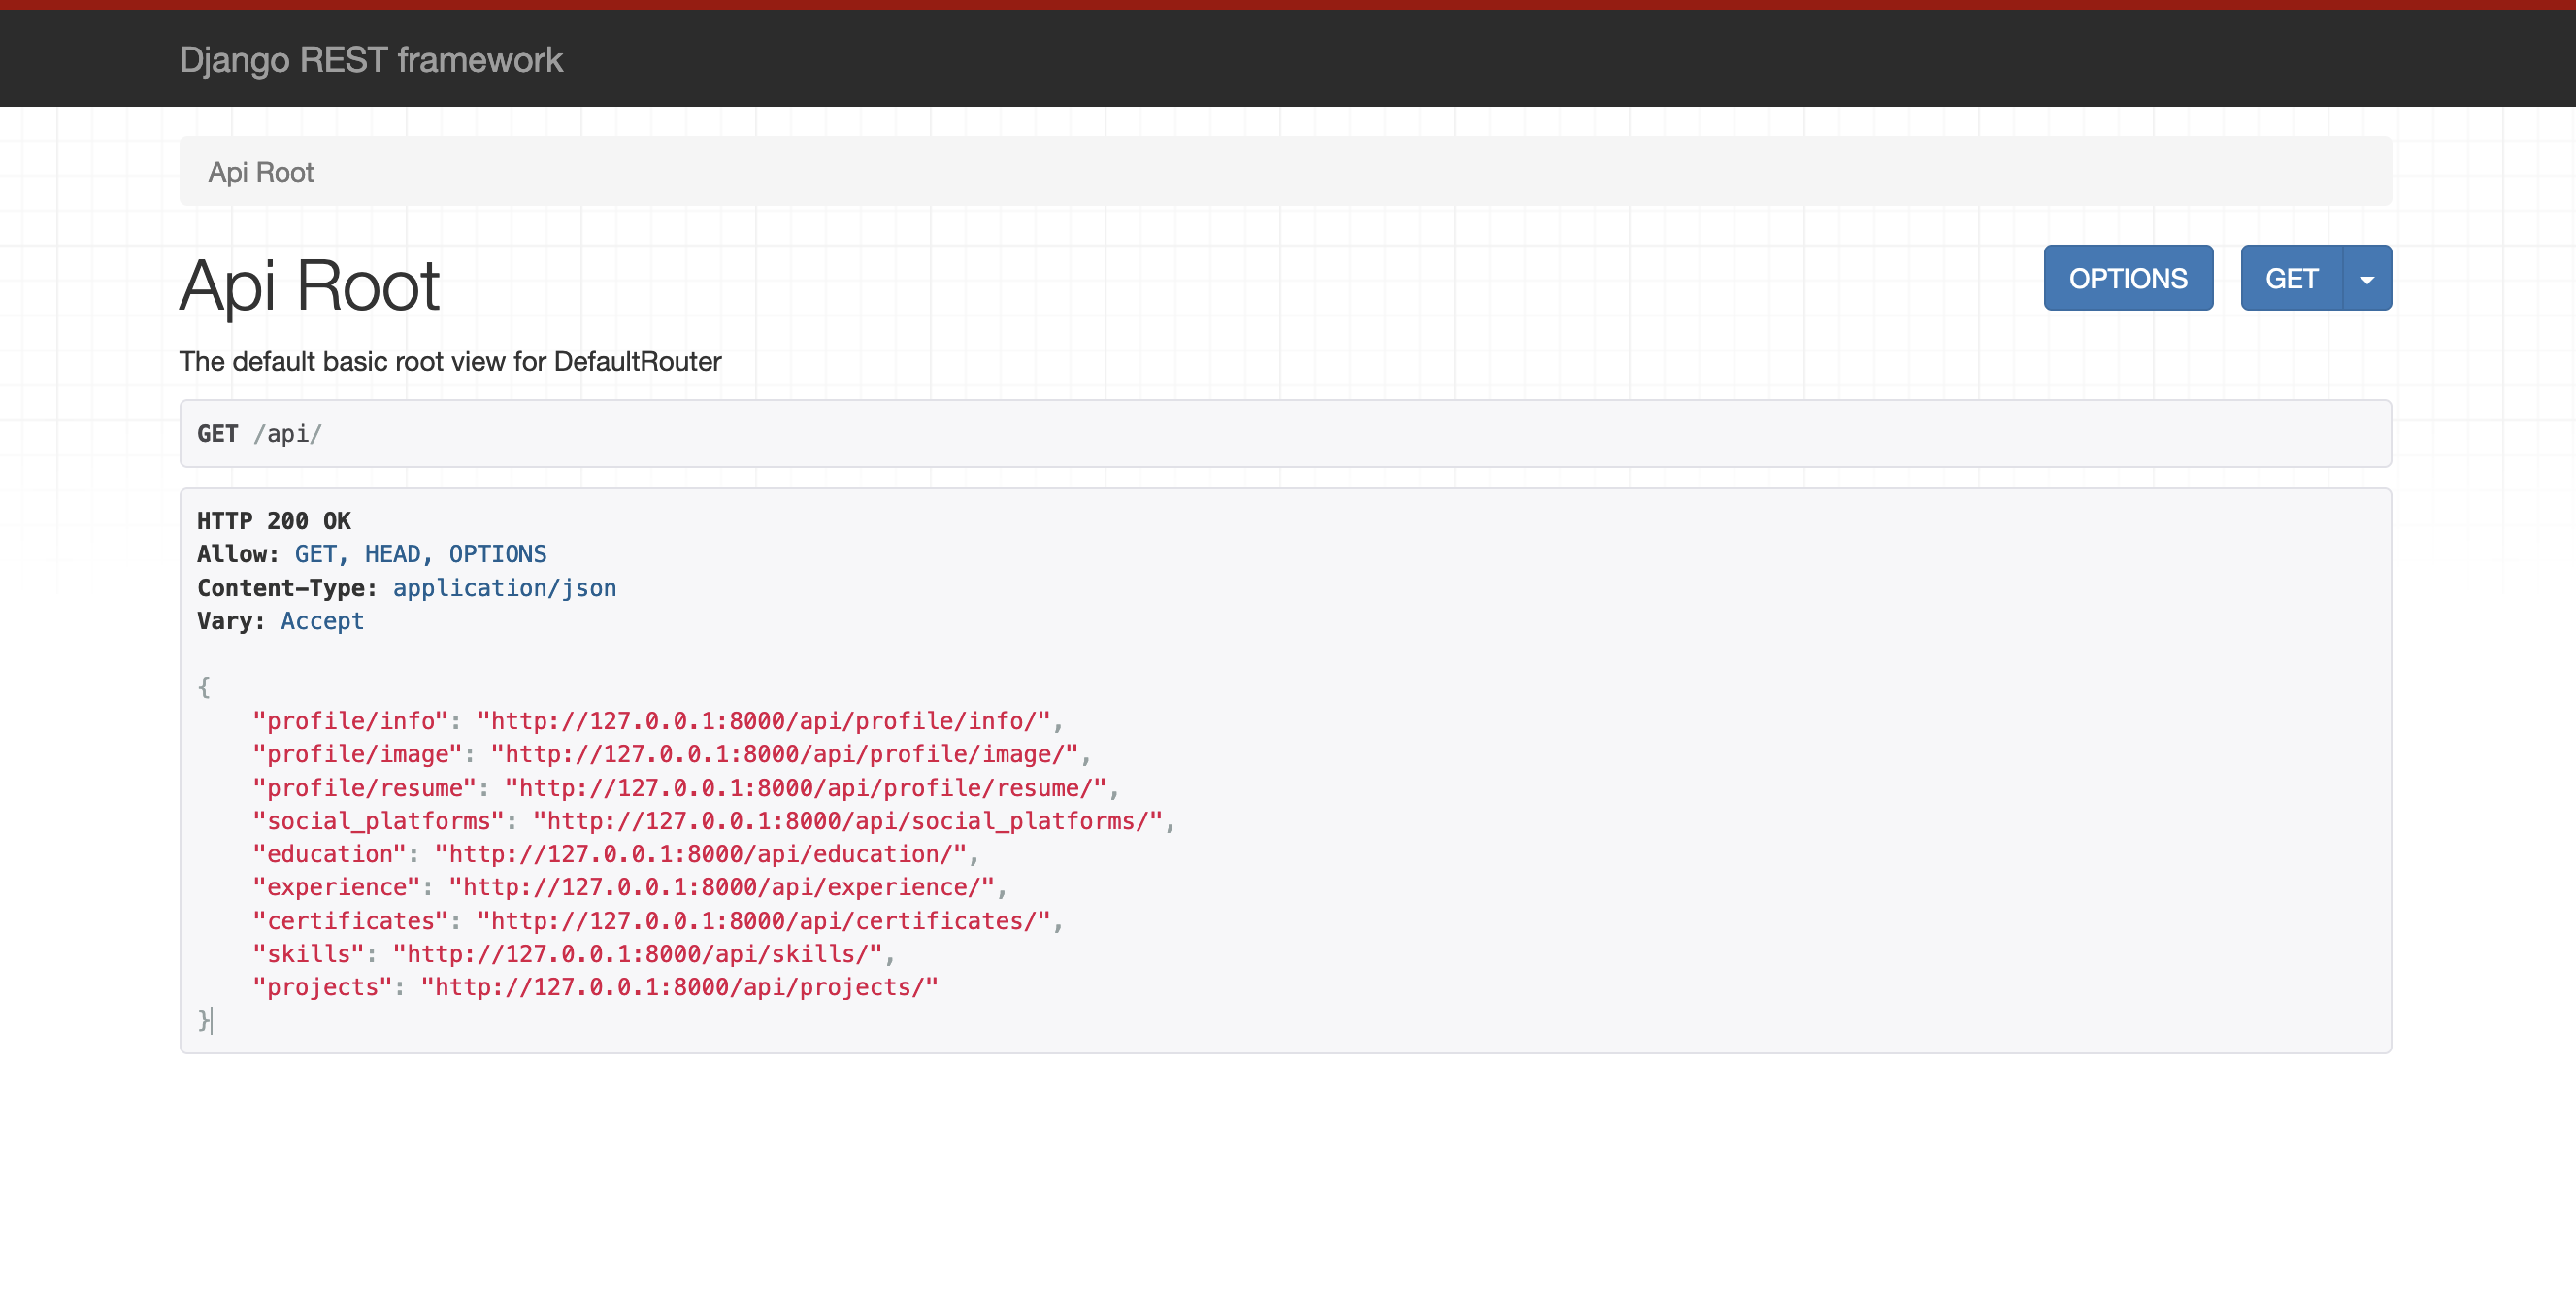 Django REST framework
Api Root
Api Root
OPTIONS
GET
The default basic root view for DefaultRouter
GET /api/
HTTP 200 OK
Allow: GET, HEAD, OPTIONS
Content-Type: application/json
Vary: Accept
{
    "profile/info": "http://127.0.0.1:8000/api/profile/info/",
    "profile/image": "http://127.0.0.1:8000/api/profile/image/",
    "profile/resume": "http://127.0.0.1:8000/api/profile/resume/",
    "social_platforms": "http://127.0.0.1:8000/api/social_platforms/",
    "education": "http://127.0.0.1:8000/api/education/",
    "experience": "http://127.0.0.1:8000/api/experience/",
    "certificates": "http://127.0.0.1:8000/api/certificates/",
    "skills": "http://127.0.0.1:8000/api/skills/",
    "projects": "http://127.0.0.1:8000/api/projects/"
}